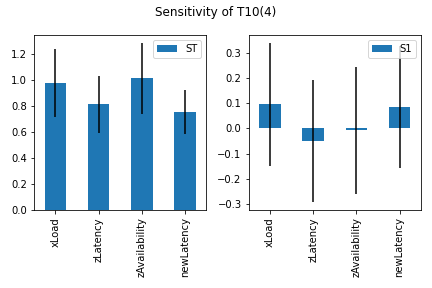 Sensitivity of T10(4)
ST
1.2
1.0
0.8
0.6
0.4
0.2
0.0
xLoad
zLatency
zAvailability
newLatency
S1
0.3
0.2
0.1
0.0
−0.1
−0.2
−0.3
xLoad
zLatency
zAvailability
newLatency